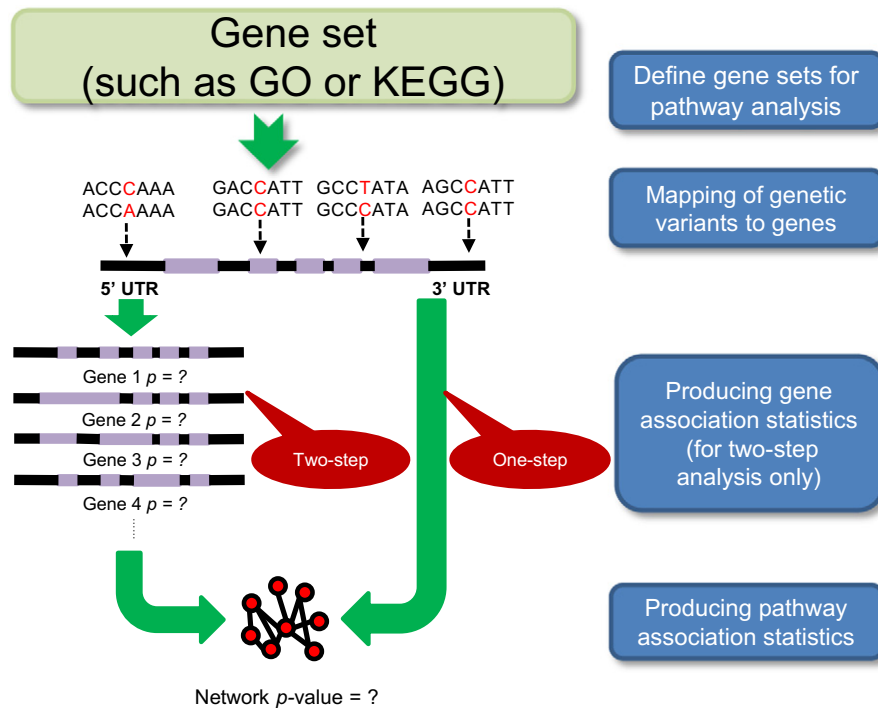 Gene set
(such as GO or KEGG)
Define gene sets for
pathway analysis
ACCCAAA GACCATT GCCTATA AGCCATT
ACCAAAA GACCATT GCCCATA AGCCATT
Mapping of genetic
variants to genes
5’ UTR 3’ UTR
Gene 1 p = ?
Gene 2 p = ?
Gene 3 p = ?
Gene 4 p = ?
Two-step
One-step
Producing gene
association statistics
(for two-step
analysis only)
Producing pathway
association statistics
Network p-value = ?